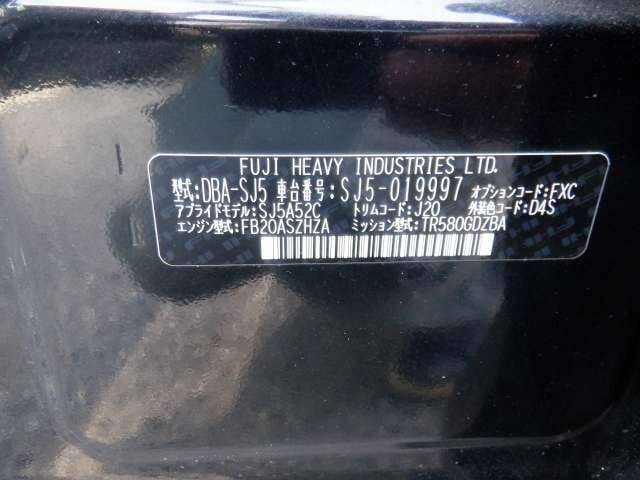 FUJI HEAVY INDUSTRIES LTD.
型式:DBA-SJ5 車台番号:SJ5-019997 オプションコード:FXC
アプライドモデル:SJ5A52C トリムコード:J20 外装色コード:D4S
エンジン型式:FB20ASZHZA ミッション型式:TR580GDZBA